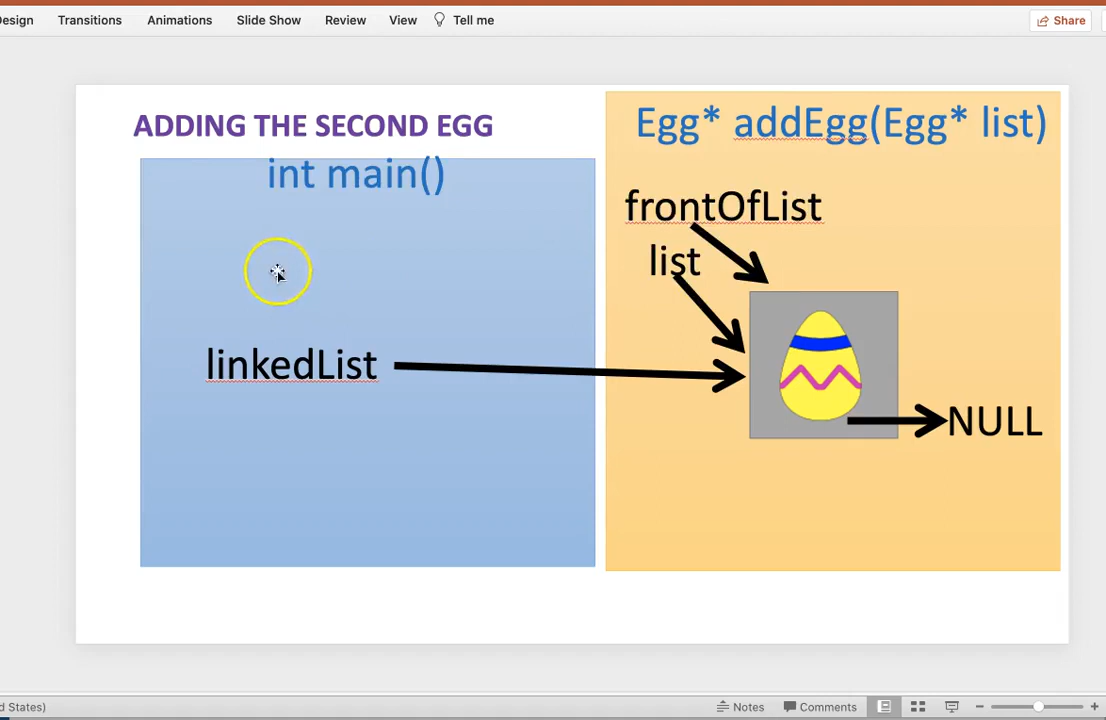 Design Transitions Animations Slide Show Review View Tell me Share
ADDING THE SECOND EGG
int main()
linkedList
Egg* addEgg(Egg* list)
frontOfList
list
NULL
d States) Notes Comments